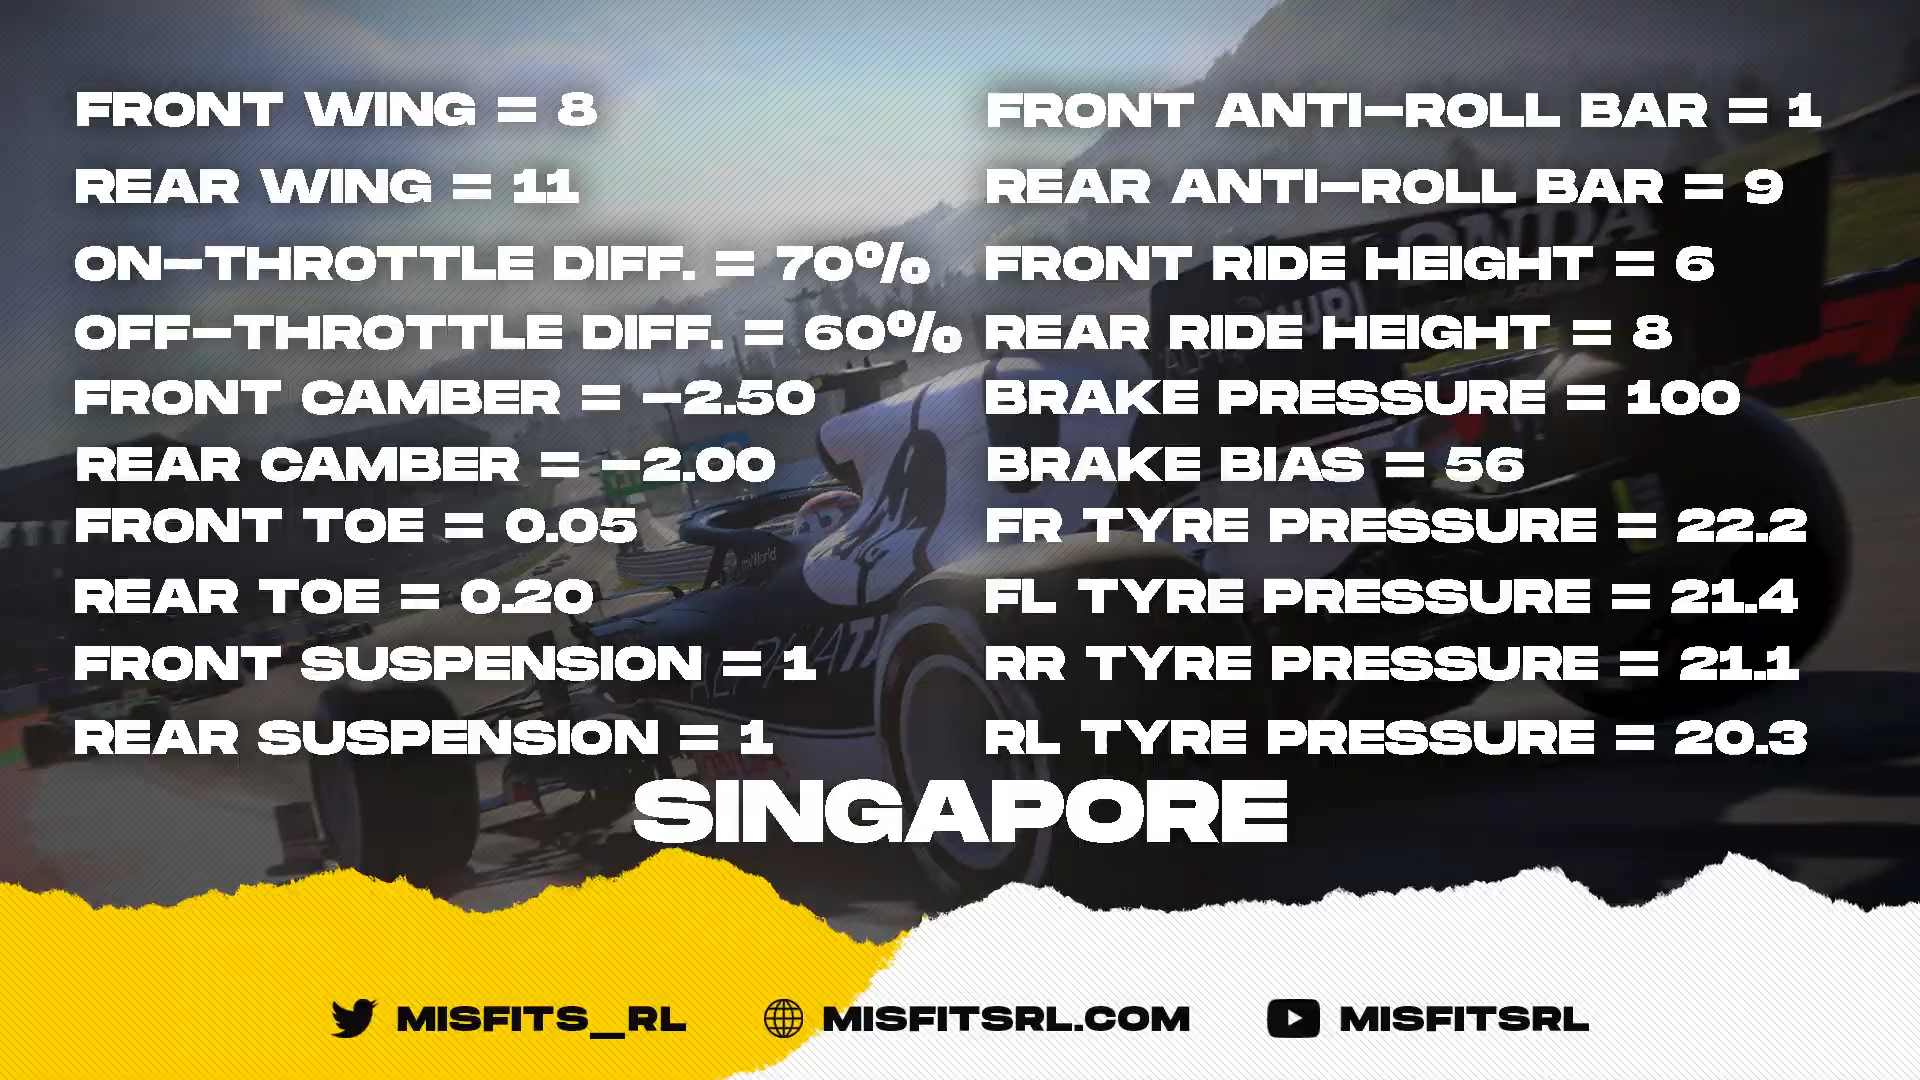 FRONT WING = 8
REAR WING = 11
ON-THROTTLE DIFF. = 70%
OFF-THROTTLE DIFF. = 60%
FRONT CAMBER = -2.50
REAR CAMBER = -2.00
FRONT TOE = 0.05
REAR TOE = 0.20
FRONT SUSPENSION = 1
REAR SUSPENSION = 1
FRONT ANTI-ROLL BAR = 1
REAR ANTI-ROLL BAR = 9
FRONT RIDE HEIGHT = 6
REAR RIDE HEIGHT = 8
BRAKE PRESSURE = 100
BRAKE BIAS = 56
FR TYRE PRESSURE = 22.2
FL TYRE PRESSURE = 21.4
RR TYRE PRESSURE = 21.1
RL TYRE PRESSURE = 20.3
HONDA
myWorld
SINGAPORE
MISFITS_RL
MISFITSRL.COM
MISFITSRL